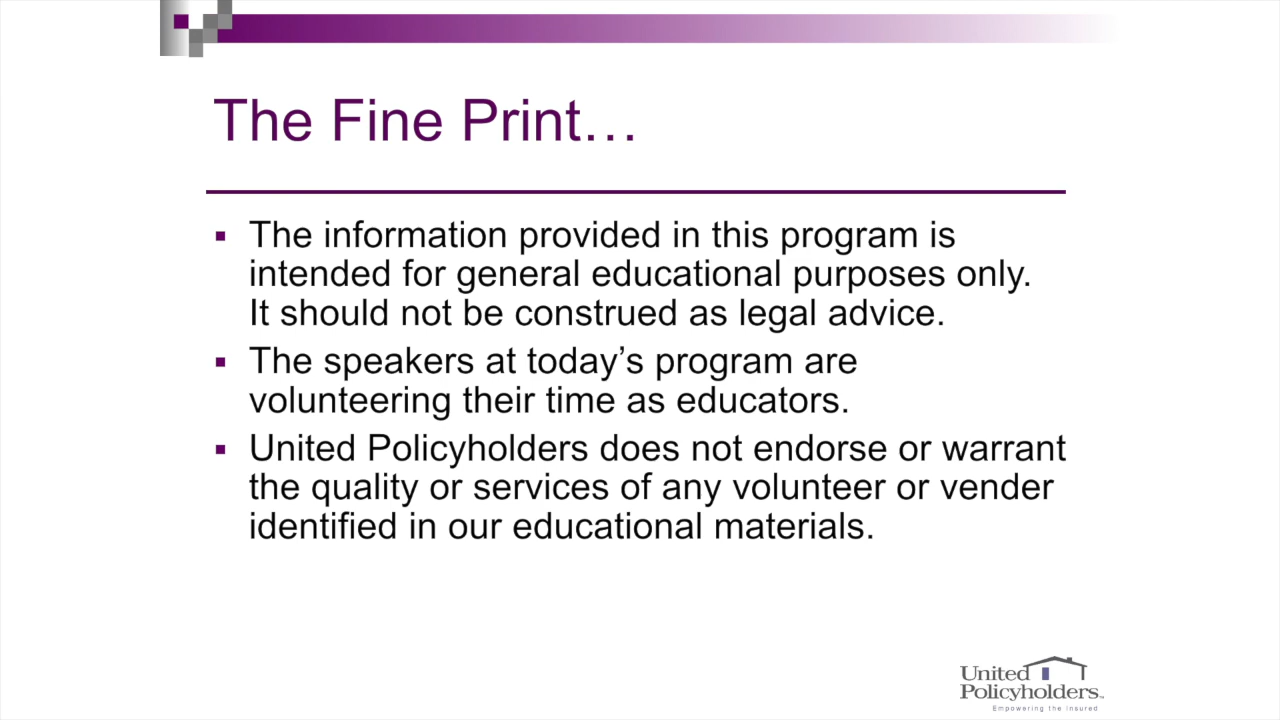 The Fine Print…
▪ The information provided in this program is
intended for general educational purposes only.
It should not be construed as legal advice.
▪ The speakers at today’s program are
volunteering their time as educators.
▪ United Policyholders does not endorse or warrant
the quality or services of any volunteer or vender
identified in our educational materials.
United
Policyholders™
Empowering the Insured